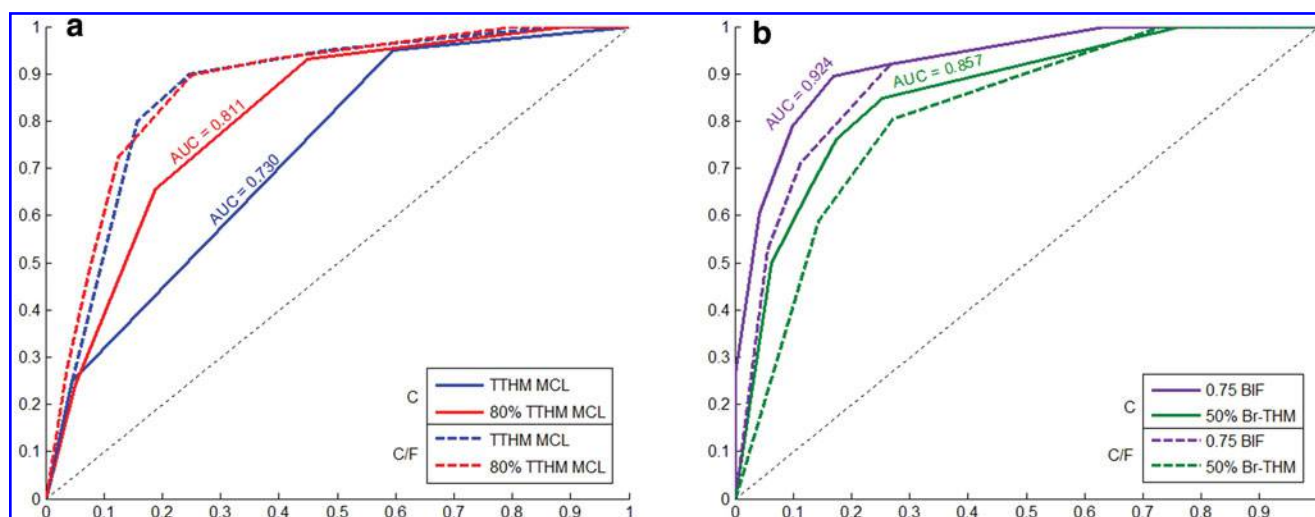 a
1
0.9
0.8
0.7
0.6
0.5
0.4
0.3
0.2
0.1
0
0 0.1 0.2 0.3 0.4 0.5 0.6 0.7 0.8 0.9 1
AUC = 0.811
AUC = 0.730
C
TTHM MCL
80% TTHM MCL
C/F
TTHM MCL
80% TTHM MCL
b
1
0.9
0.8
0.7
0.6
0.5
0.4
0.3
0.2
0.1
0
0 0.1 0.2 0.3 0.4 0.5 0.6 0.7 0.8 0.9
AUC = 0.924
AUC = 0.857
C
0.75 BIF
50% Br-THM
C/F
0.75 BIF
50% Br-THM